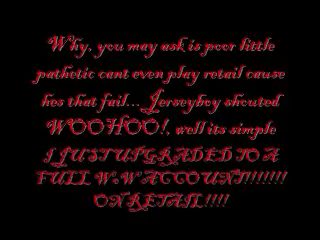 Why, you may ask is poor little
pathetic cant even play retail cause
hes that fail... Jerseyboy shouted
WOOHOO!, well its simple
I JUST UPGRADED TO A
FULL WoW ACCOUNT!!!!!!!
ON RETAIL!!!!